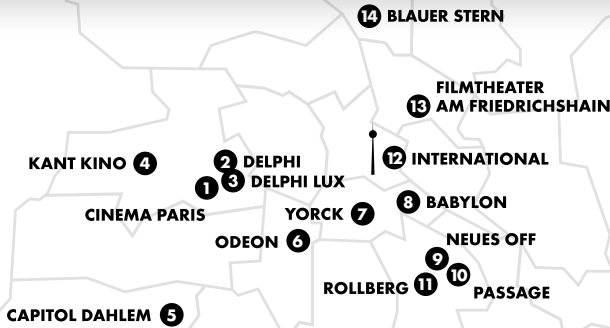 14 BLAUER STERN
FILMTHEATER
13 AM FRIEDRICHSHAIN
KANT KINO 4
2 DELPHI
12 INTERNATIONAL
1
3 DELPHI LUX
CINEMA PARIS
YORCK 7
8 BABYLON
ODEON 6
NEUES OFF
9
10
ROLLBERG 11
PASSAGE
CAPITOL DAHLEM 5